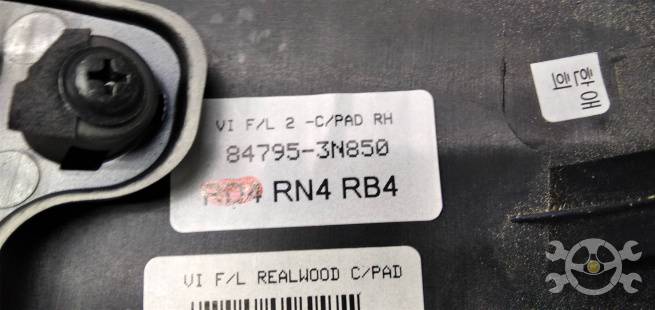 VI F/L 2 -C/PAD RH
84795-3N850
RN4 RB4
VI F/L REALWOOD C/PAD